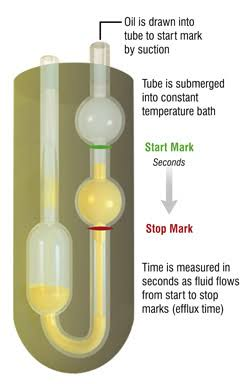 Oil is drawn into
tube to start mark
by suction
Tube is submerged
into constant
temperature bath
Start Mark
Seconds
Stop Mark
Time is measured in
seconds as fluid flows
from start to stop
marks (efflux time)